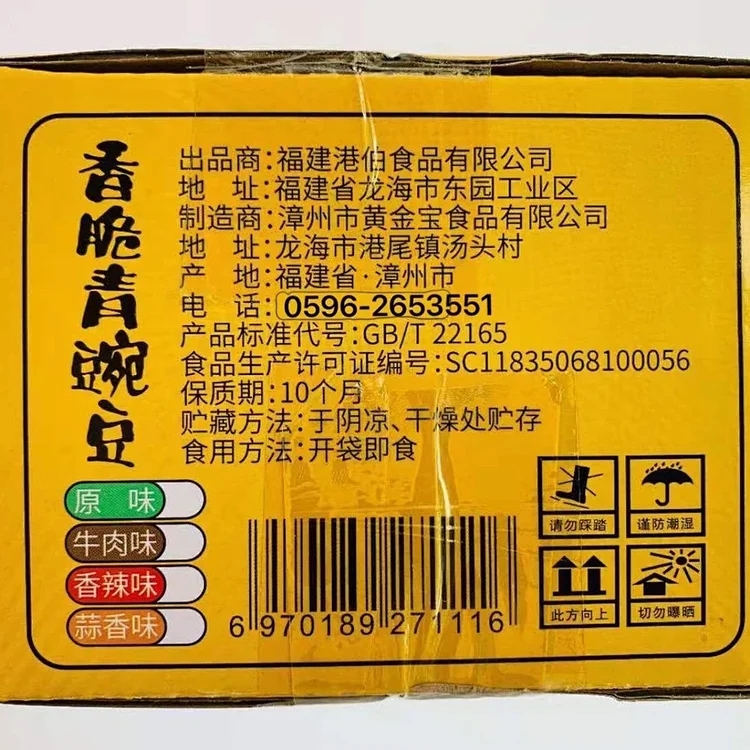 香脆青豌豆
出品商:福建港伯食品有限公司
地 址:福建省龙海市东园工业区
制造商:漳州市黄金宝食品有限公司
地 址:龙海市港尾镇汤头村
产 地:福建省·漳州市
电 话:0596-2653551
产品标准代号:GB/T 22165
食品生产许可证编号:SC11835068100056
保质期:10个月
贮藏方法:于阴凉、干燥处贮存
食用方法:开袋即食
原 味
牛肉味
香辣味
蒜香味
6 970189 271116
请勿踩踏
谨防潮湿
此方向上
切勿曝晒